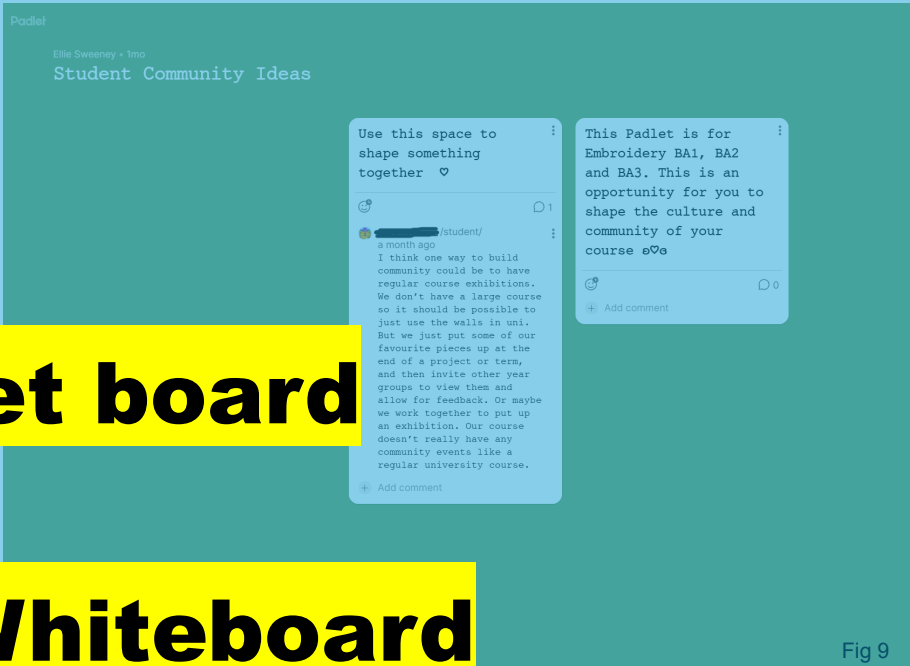 Padlet
Ellie Sweeney • 1mo
Student Community Ideas
Use this space to
shape something
together ♡
1
/student/
a month ago
I think one way to build
community could be to have
regular course exhibitions.
We don't have a large course
so it should be possible to
just use the walls in uni.
But we just put some of our
favourite pieces up at the
end of a project or term,
and then invite other year
groups to view them and
allow for feedback. Or maybe
we work together to put up
an exhibition. Our course
doesn't really have any
community events like a
regular university course.
Add comment
This Padlet is for
Embroidery BA1, BA2
and BA3. This is an
opportunity for you to
shape the culture and
community of your
course ʚ♡ɞ
0
Add comment
et board
Whiteboard
Fig 9